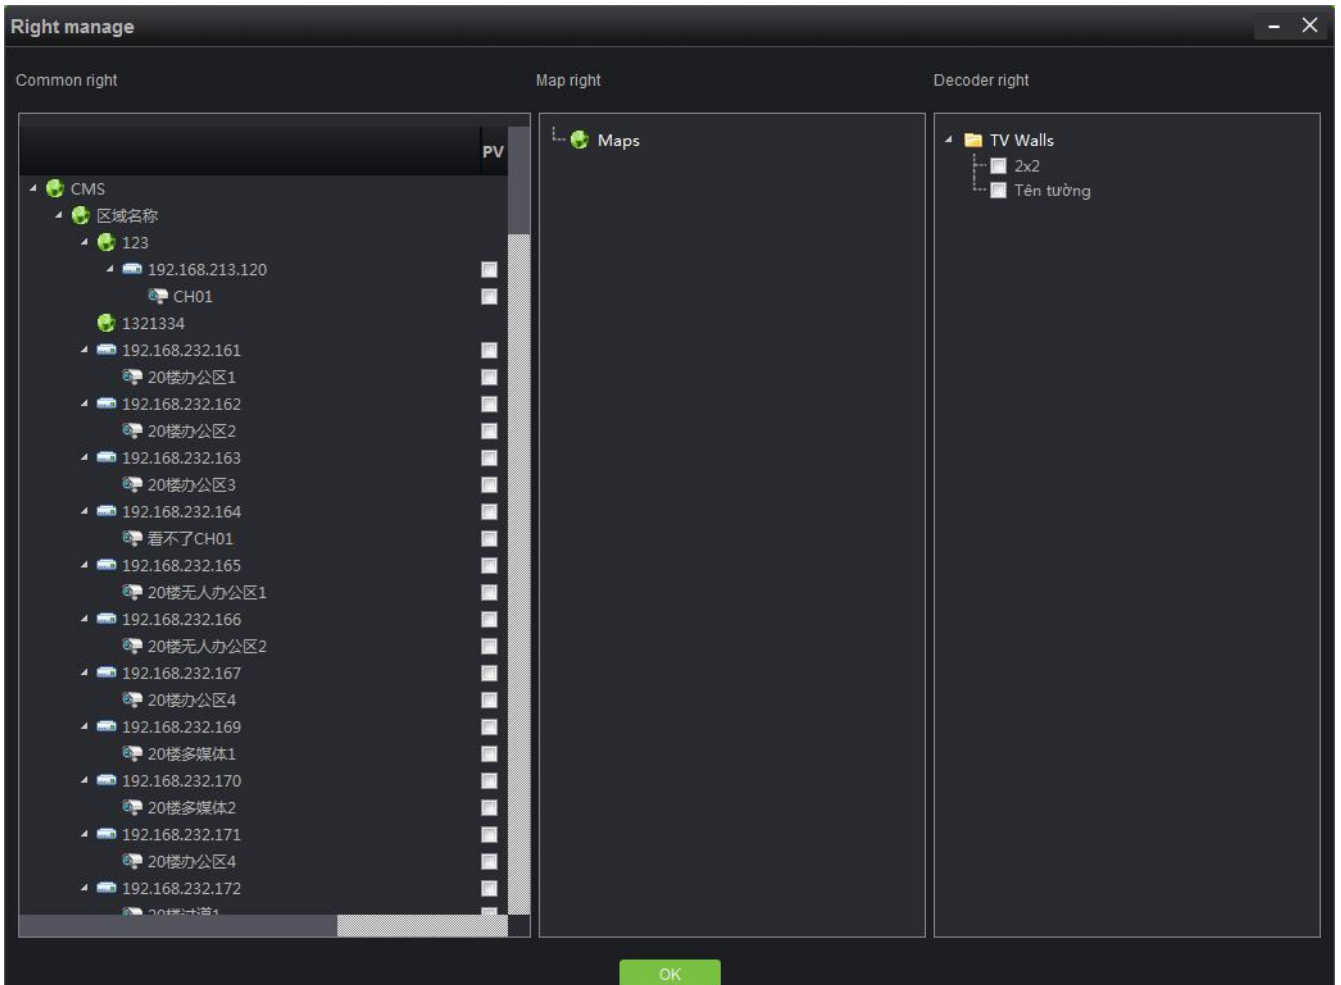 Right manage
Common right
Map right
Decoder right
PV
CMS
区域名称
123
192.168.213.120
CH01
1321334
192.168.232.161
20楼办公区1
192.168.232.162
20楼办公区2
192.168.232.163
20楼办公区3
192.168.232.164
看不了CH01
192.168.232.165
20楼无人办公区1
192.168.232.166
20楼无人办公区2
192.168.232.167
20楼办公区4
192.168.232.169
20楼多媒体1
192.168.232.170
20楼多媒体2
192.168.232.171
20楼办公区4
192.168.232.172
20楼过道1
Maps
TV Walls
2x2
Tên tường
OK